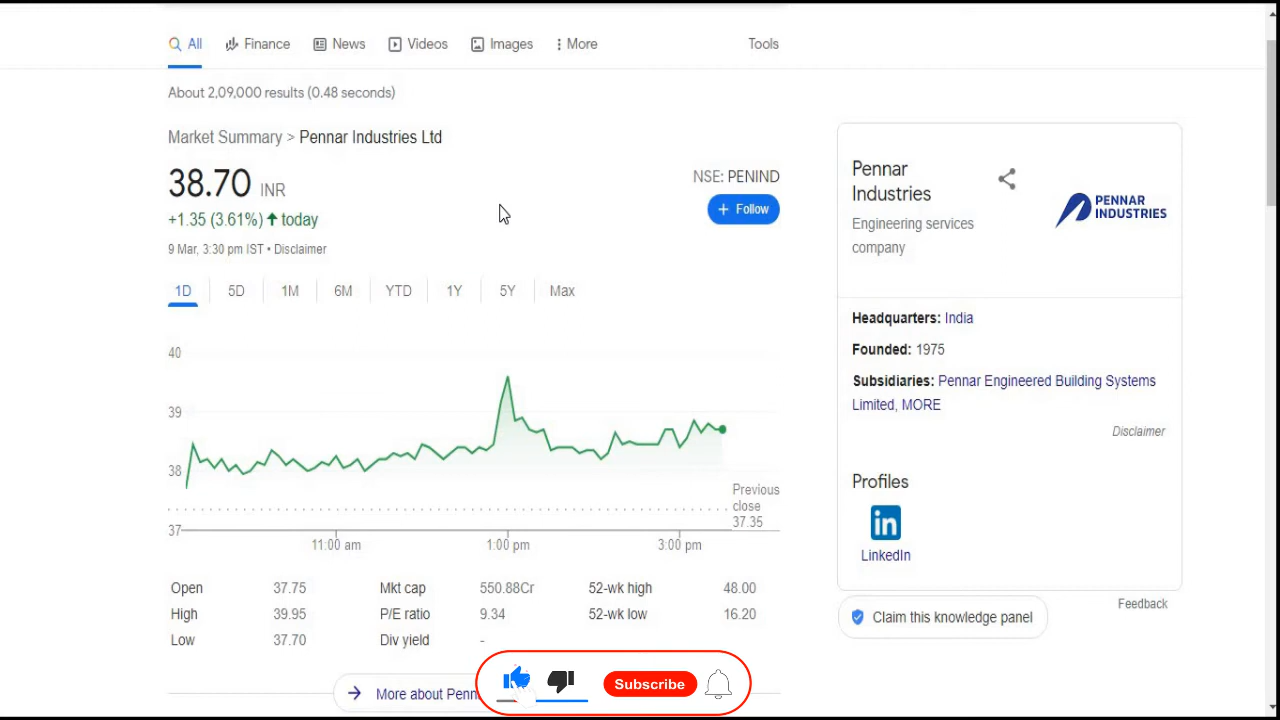 All Finance News Videos Images More Tools
About 2,09,000 results (0.48 seconds)
Market Summary > Pennar Industries Ltd
38.70 INR
+1.35 (3.61%) today
9 Mar, 3:30 pm IST • Disclaimer
NSE: PENIND
+ Follow
1D 5D 1M 6M YTD 1Y 5Y Max
40
39
38
37
Previous
close
37.35
11:00 am 1:00 pm 3:00 pm
Open 37.75 Mkt cap 550.88Cr 52-wk high 48.00
High 39.95 P/E ratio 9.34 52-wk low 16.20
Low 37.70 Div yield -
More about Penn
Subscribe
Pennar
Industries
Engineering services
company
PENNAR
INDUSTRIES
Headquarters: India
Founded: 1975
Subsidiaries: Pennar Engineered Building Systems
Limited, MORE
Disclaimer
Profiles
in
LinkedIn
Feedback
Claim this knowledge panel